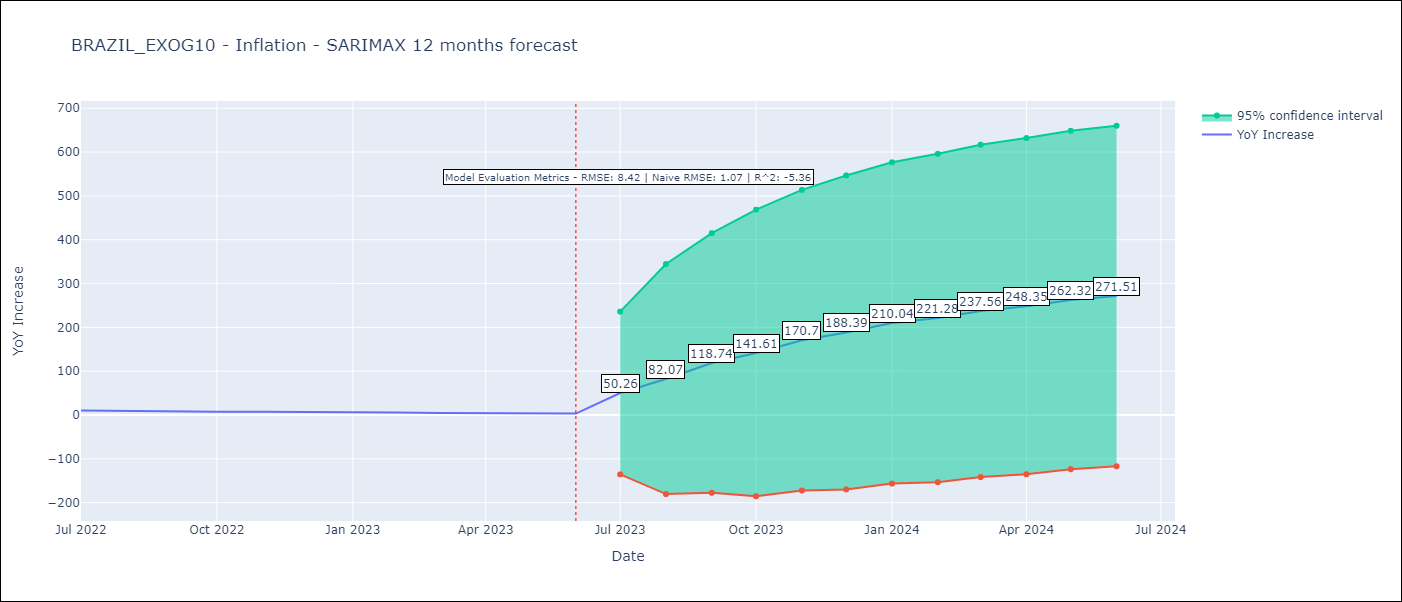 BRAZIL_EXOG10 - Inflation - SARIMAX 12 months forecast
700
600
500
400
300
200
100
0
−100
−200
YoY Increase
95% confidence interval
YoY Increase
Model Evaluation Metrics - RMSE: 8.42 | Naive RMSE: 1.07 | R^2: -5.36
50.26
82.07
118.74
141.61
170.7
188.39
210.04
221.28
237.56
248.35
262.32
271.51
Jul 2022
Oct 2022
Jan 2023
Apr 2023
Jul 2023
Oct 2023
Jan 2024
Apr 2024
Jul 2024
Date